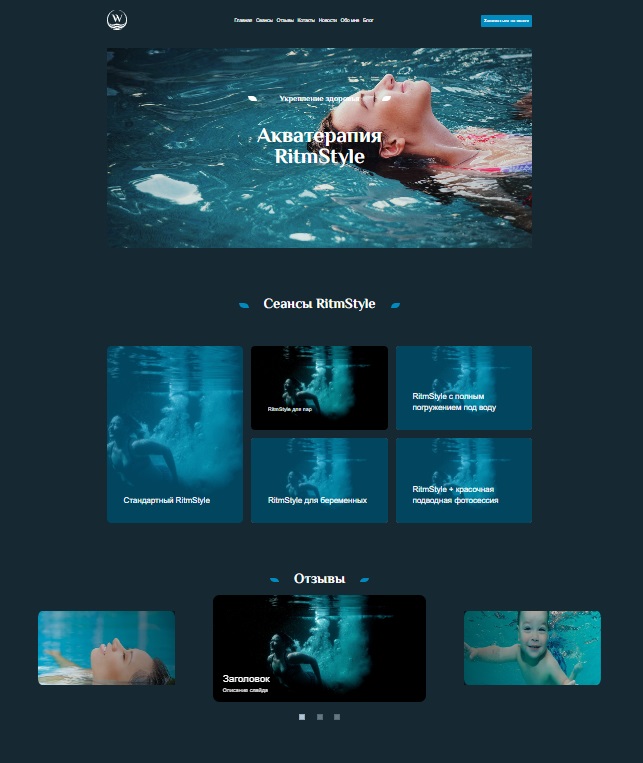 W
Главная Сеансы Отзывы Котакты Новости Обо мне Блог
Укрепление здоровья
Акватерапия
RitmStyle
Сеансы RitmStyle
RitmStyle для пар
RitmStyle с полным
погружением под воду
Стандартный RitmStyle
RitmStyle для беременных
RitmStyle + красочная
подводная фотосессия
Отзывы
Заголовок
Описание слайда